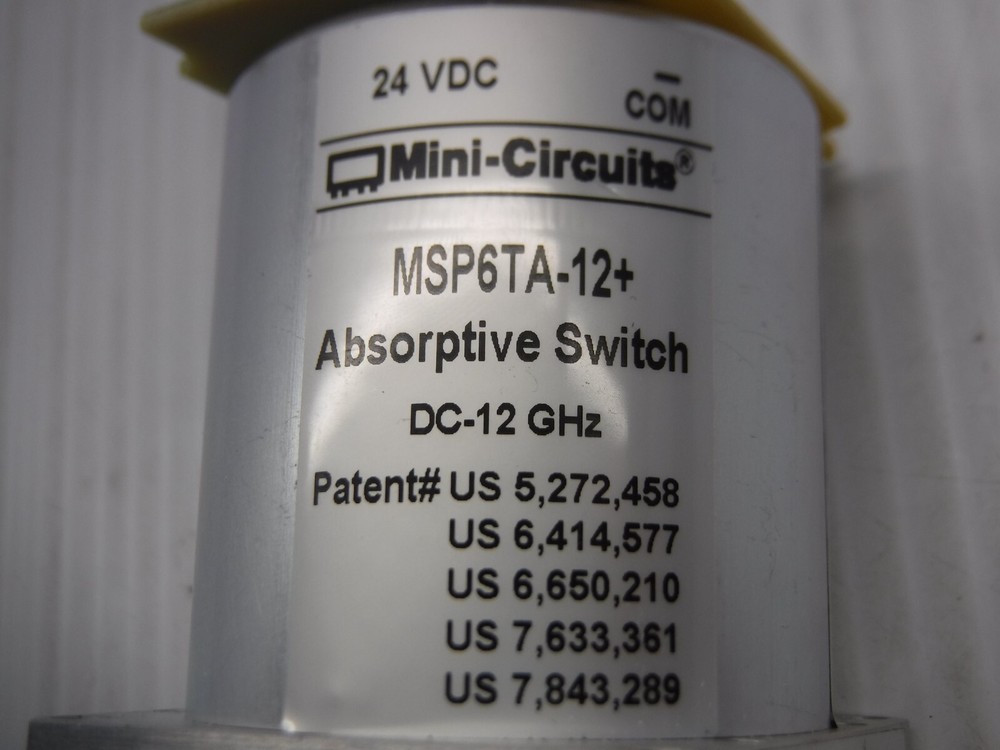 24 VDC
–
COM
Mini-Circuits®
MSP6TA-12+
Absorptive Switch
DC-12 GHz
Patent# US 5,272,458
US 6,414,577
US 6,650,210
US 7,633,361
US 7,843,289